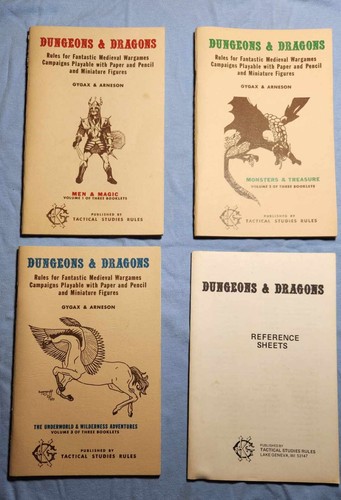 DUNGEONS & DRAGONS
Rules for Fantastic Medieval Wargames
Campaigns Playable with Paper and Pencil
and Miniature Figures
GYGAX & ARNESON
MEN & MAGIC
VOLUME 1 OF THREE BOOKLETS
PUBLISHED BY
TACTICAL STUDIES RULES
DUNGEONS & DRAGONS
Rules for Fantastic Medieval Wargames
Campaigns Playable with Paper and Pencil
and Miniature Figures
GYGAX & ARNESON
MONSTERS & TREASURE
VOLUME 2 OF THREE BOOKLETS
PUBLISHED BY
TACTICAL STUDIES RULES
DUNGEONS & DRAGONS
Rules for Fantastic Medieval Wargames
Campaigns Playable with Paper and Pencil
and Miniature Figures
GYGAX & ARNESON
THE UNDERWORLD & WILDERNESS ADVENTURES
VOLUME 3 OF THREE BOOKLETS
PUBLISHED BY
TACTICAL STUDIES RULES
DUNGEONS & DRAGONS
REFERENCE
SHEETS
PUBLISHED BY
TACTICAL STUDIES RULES
LAKE GENEVA, WI 53147